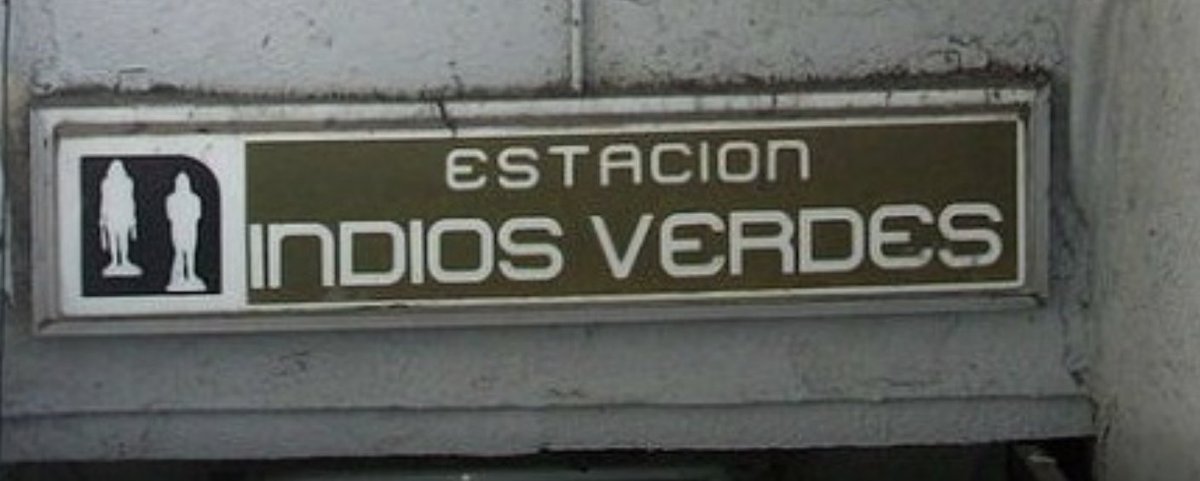 ESTACION
INDIOS VERDES